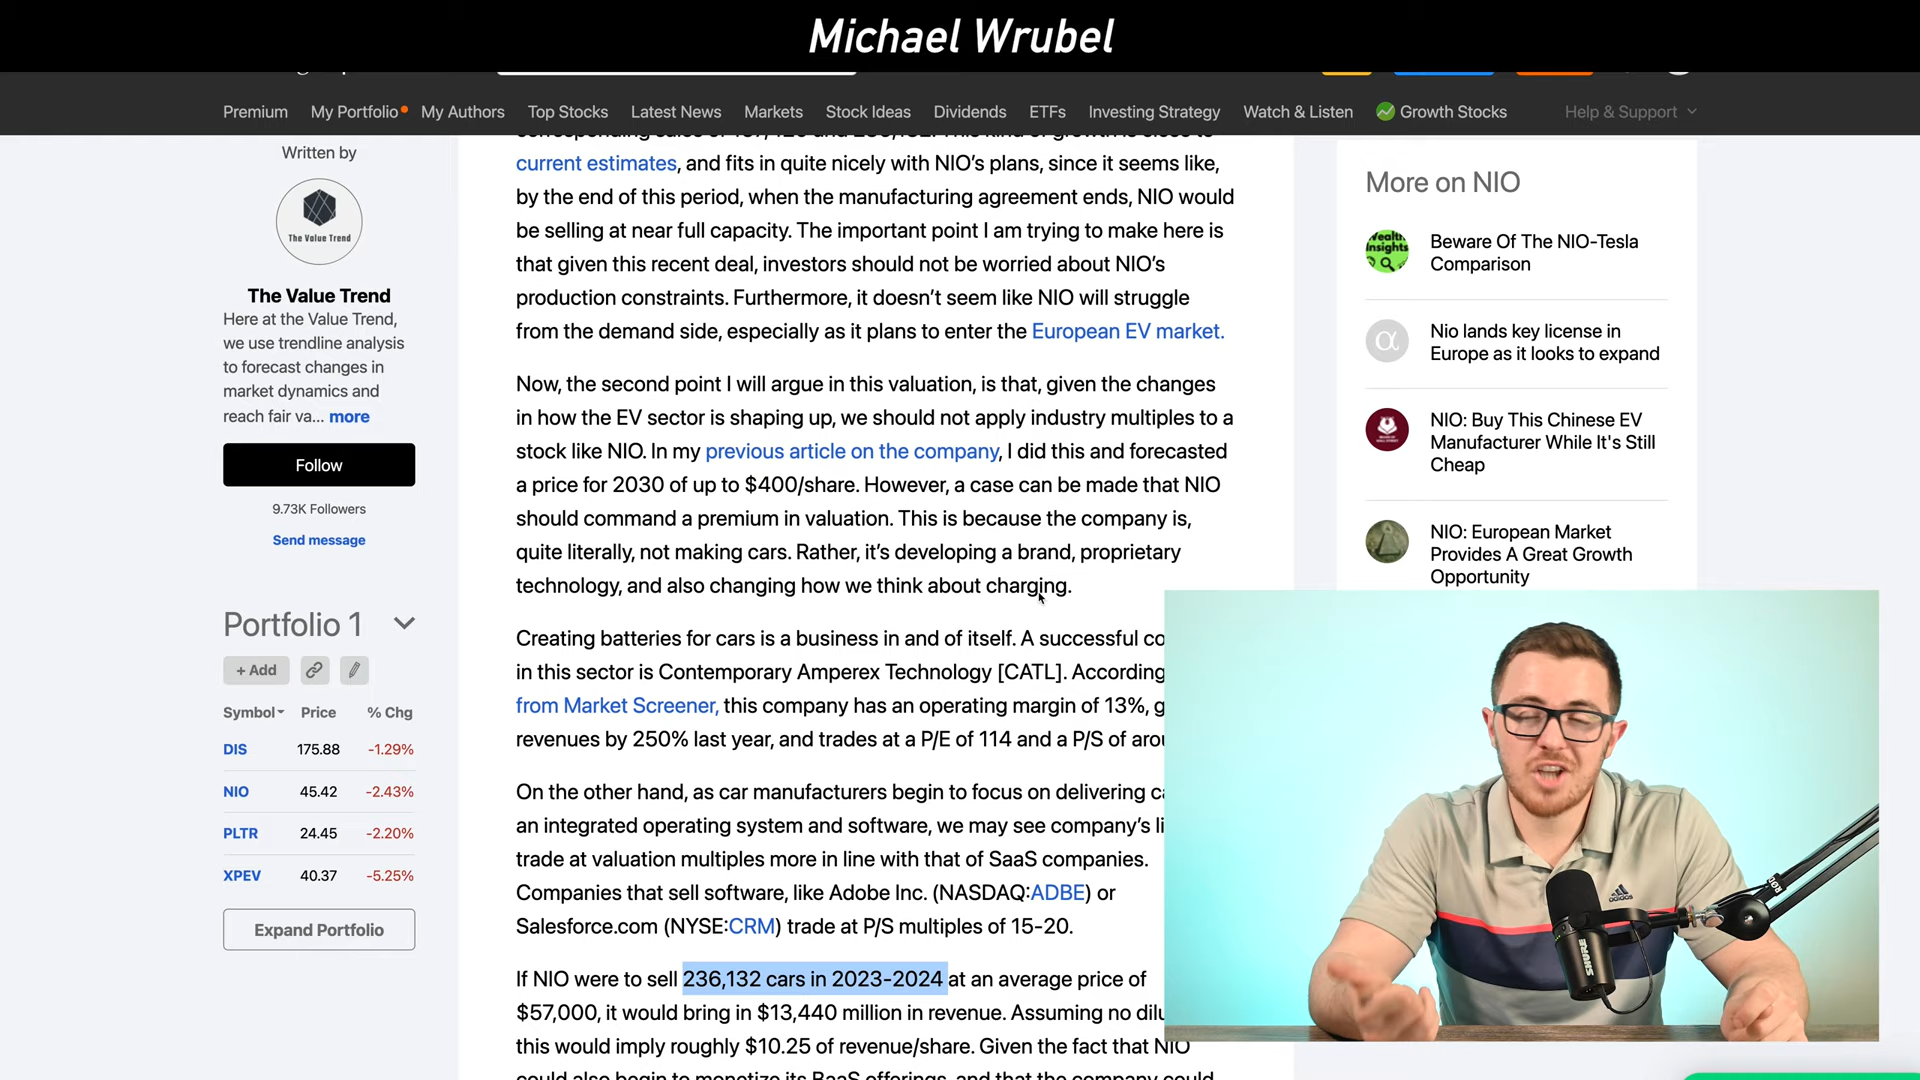 Michael Wrubel
Premium My Portfolio My Authors Top Stocks Latest News Markets Stock Ideas Dividends ETFs Investing Strategy Watch & Listen Growth Stocks Help & Support
Written by
The Value Trend
The Value Trend
Here at the Value Trend,
we use trendline analysis
to forecast changes in
market dynamics and
reach fair va... more
Follow
9.73K Followers
Send message
Portfolio 1
+ Add
Symbol Price % Chg
DIS 175.88 -1.29%
NIO 45.42 -2.43%
PLTR 24.45 -2.20%
XPEV 40.37 -5.25%
Expand Portfolio
current estimates, and fits in quite nicely with NIO's plans, since it seems like,
by the end of this period, when the manufacturing agreement ends, NIO would
be selling at near full capacity. The important point I am trying to make here is
that given this recent deal, investors should not be worried about NIO's
production constraints. Furthermore, it doesn't seem like NIO will struggle
from the demand side, especially as it plans to enter the European EV market.
Now, the second point I will argue in this valuation, is that, given the changes
in how the EV sector is shaping up, we should not apply industry multiples to a
stock like NIO. In my previous article on the company, I did this and forecasted
a price for 2030 of up to $400/share. However, a case can be made that NIO
should command a premium in valuation. This is because the company is,
quite literally, not making cars. Rather, it's developing a brand, proprietary
technology, and also changing how we think about charging.
Creating batteries for cars is a business in and of itself. A successful co
in this sector is Contemporary Amperex Technology [CATL]. According
from Market Screener, this company has an operating margin of 13%, g
revenues by 250% last year, and trades at a P/E of 114 and a P/S of arou
On the other hand, as car manufacturers begin to focus on delivering ca
an integrated operating system and software, we may see company's li
trade at valuation multiples more in line with that of SaaS companies.
Companies that sell software, like Adobe Inc. (NASDAQ:ADBE) or
Salesforce.com (NYSE:CRM) trade at P/S multiples of 15-20.
If NIO were to sell 236,132 cars in 2023-2024 at an average price of
$57,000, it would bring in $13,440 million in revenue. Assuming no dilu
this would imply roughly $10.25 of revenue/share. Given the fact that NIO
could also begin to monetize its BaaS offerings, and that the company could
More on NIO
Wealth
Insights
Beware Of The NIO-Tesla
Comparison
α
Nio lands key license in
Europe as it looks to expand
NIO: Buy This Chinese EV
Manufacturer While It's Still
Cheap
NIO: European Market
Provides A Great Growth
Opportunity
adidas
SHURE